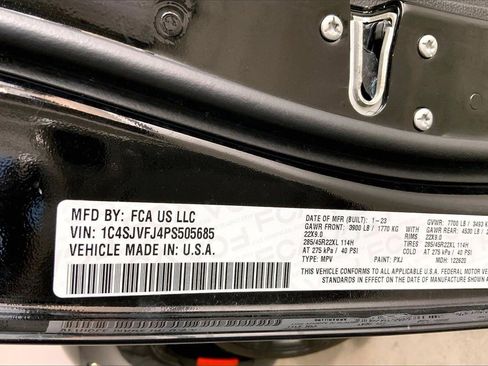 MFD BY: FCA US LLC
VIN: 1C4SJVFJ4PS505685
VEHICLE MADE IN: U.S.A.
DATE OF MFR (BUILT): 1-23 GVWR: 7700 LB / 3493
GAWR FRONT: 3900 LB / 1770 KG GAWR REAR: 4530 LB
22X9.0 RIMS 22X9.0
285/45R22XL 114H TIRES 285/45R22XL 114H
AT 275 kPa / 40 PSI AT 275 kPa / 40 PSI
TYPE: MPV PAINT: PXJ MDH: 122820
THIS VEHICLE CONFORMS TO ALL APPLICABLE U.S.A. FEDERAL MOTOR
STANDARDS IN EFFECT ON THE DATE OF MANUFACTURE SHOWN